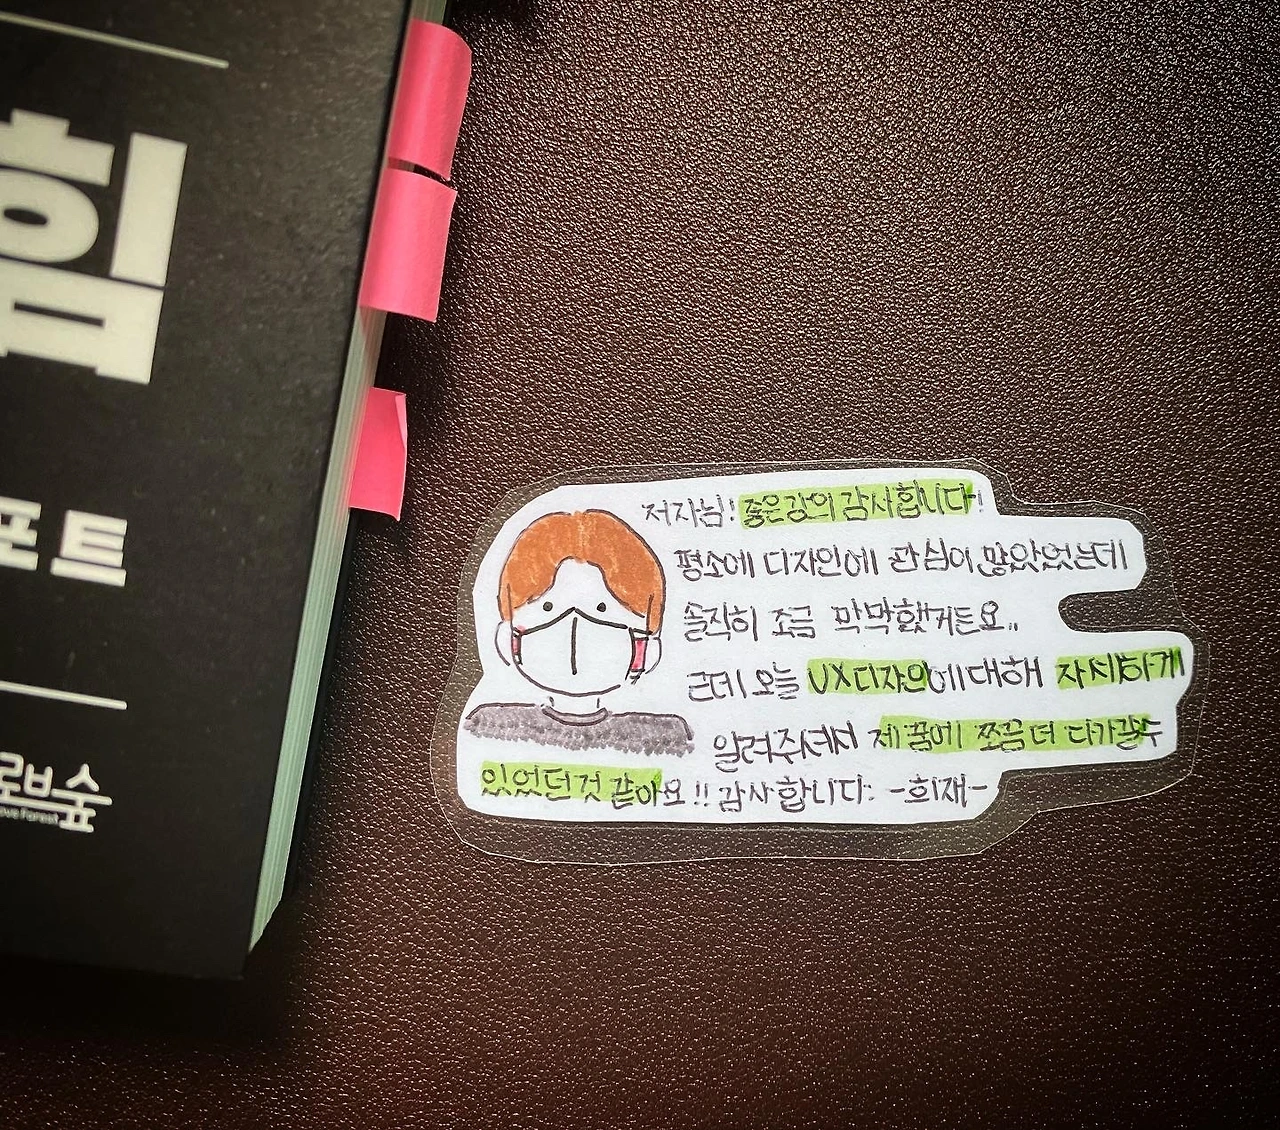 험
포트
로브숲
저자님! 좋은강의 감사합니다!
평소에 디자인에 관심이 많았었는데
솔직히 조금 막막했거든요..
근데 오늘 UX디자인에대해 자세하게
알려주셔서 제 꿈에 쪼끔 더 다가갈수
있었던것 같아요!! 감사합니다: -희재-